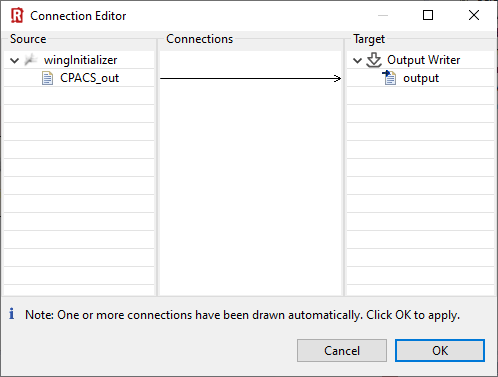 Connection Editor
Source
Connections
Target
wingInitializer
Output Writer
CPACS_out
output
Note: One or more connections have been drawn automatically. Click OK to apply.
Cancel
OK